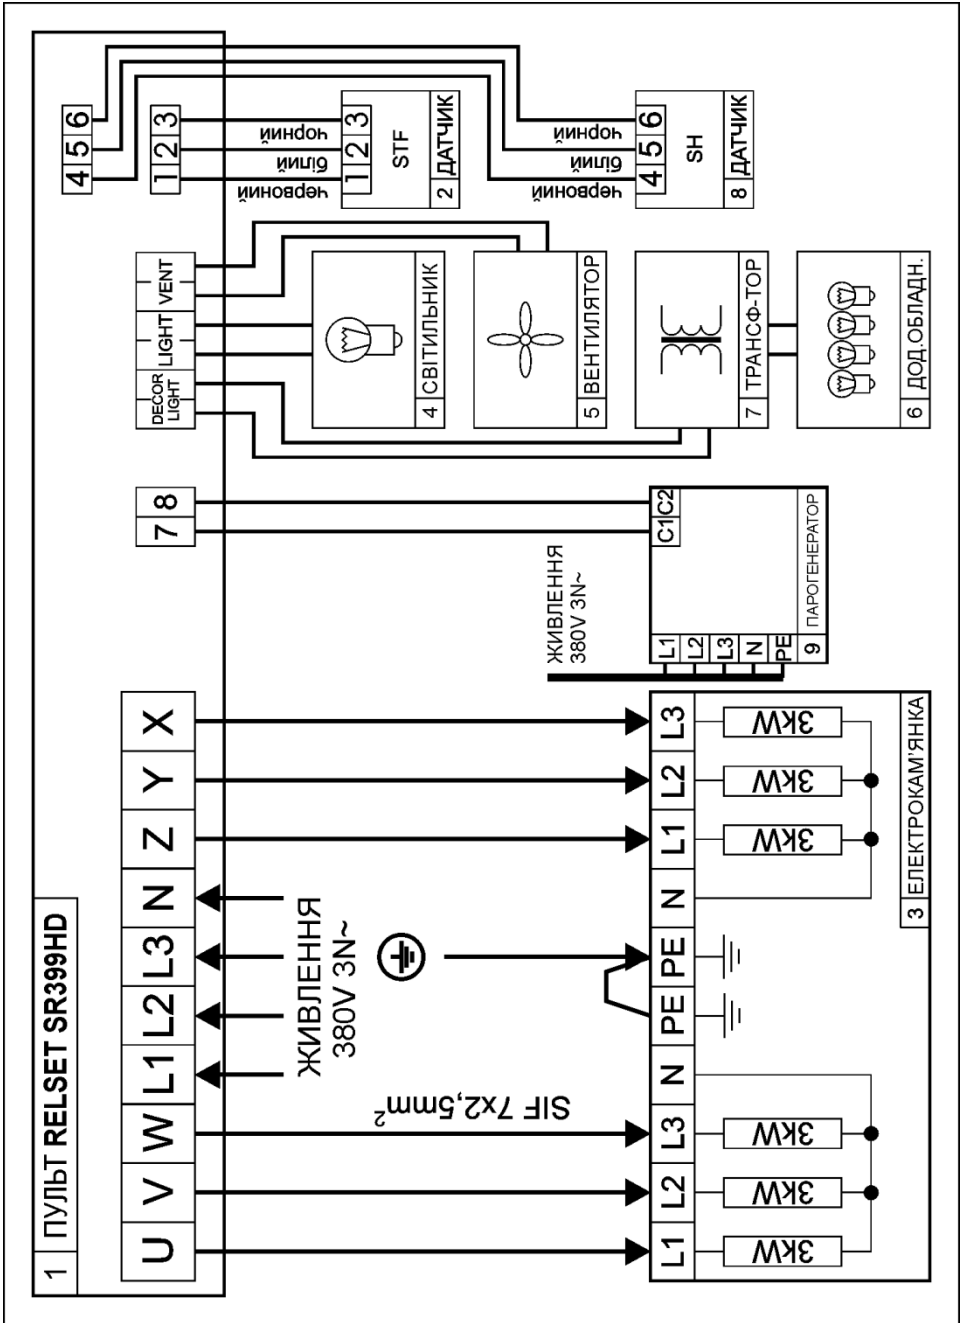 1 ПУЛЬТ RELSET SR399HD
U V W L1 L2 L3 N Z Y X
7 8
DECOR LIGHT
LIGHT
VENT
1 2 3
4 5 6
ЖИВЛЕННЯ
380V 3N~
SIF 7x2,5mm²
L1 L2 L3 N PE PE N L1 L2 L3
3kW 3kW 3kW 3kW 3kW 3kW
3 ЕЛЕКТРОКАМ'ЯНКА
ЖИВЛЕННЯ
380V 3N~
L1
L2
L3
N
PE
C1 C2
9 ПАРОГЕНЕРАТОР
4 СВІТИЛЬНИК
5 ВЕНТИЛЯТОР
7 ТРАНСФ-ТОР
6 ДОД.ОБЛАДН.
червоний
білий
чорний
1 2 3
STF
2 ДАТЧИК
червоний
білий
чорний
4 5 6
SH
8 ДАТЧИК